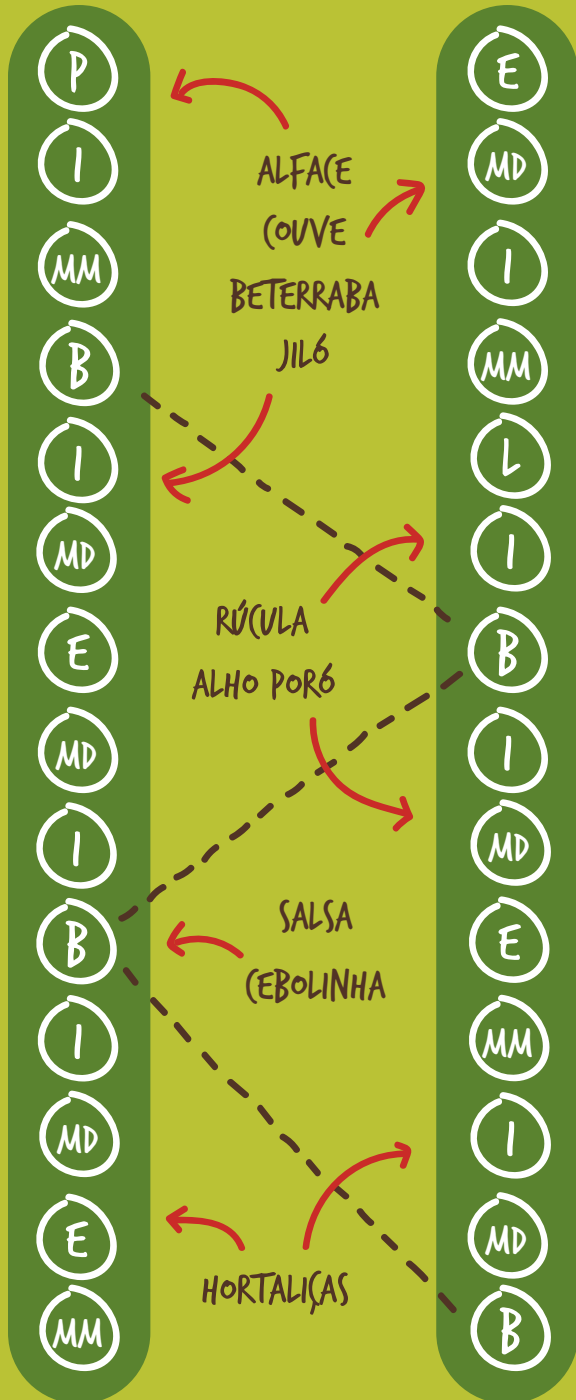 P
I
MM
B
I
MD
E
MD
I
B
I
MD
E
MM
ALFACE
COUVE
BETERRABA
JILÓ
RÚCULA
ALHO PORÓ
SALSA
CEBOLINHA
HORTALIÇAS
E
MD
I
MM
L
I
B
I
MD
E
MM
I
MD
B